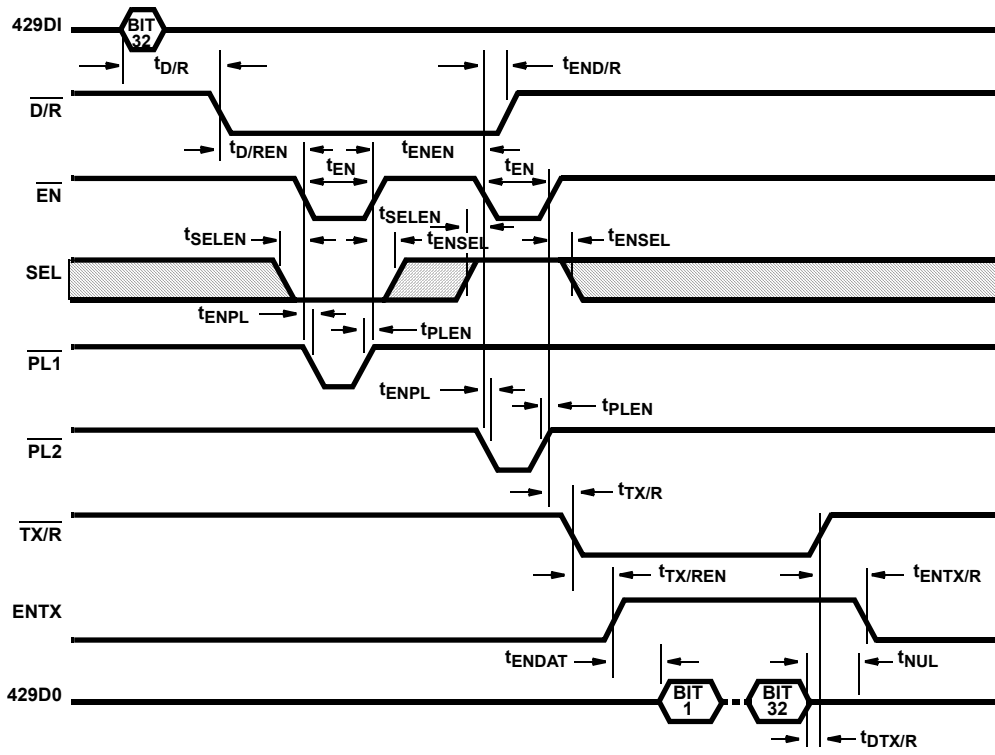 429DI
BIT
32
tD/R
tEND/R
D/R
tD/REN
tENEN
tEN
tEN
EN
tSELEN
tSELEN
tENSEL
tENSEL
SEL
tENPL
tPLEN
PL1
tENPL
tPLEN
PL2
tTX/R
TX/R
tTX/REN
tENTX/R
ENTX
tENDAT
tNUL
429D0
BIT
1
BIT
32
tDTX/R